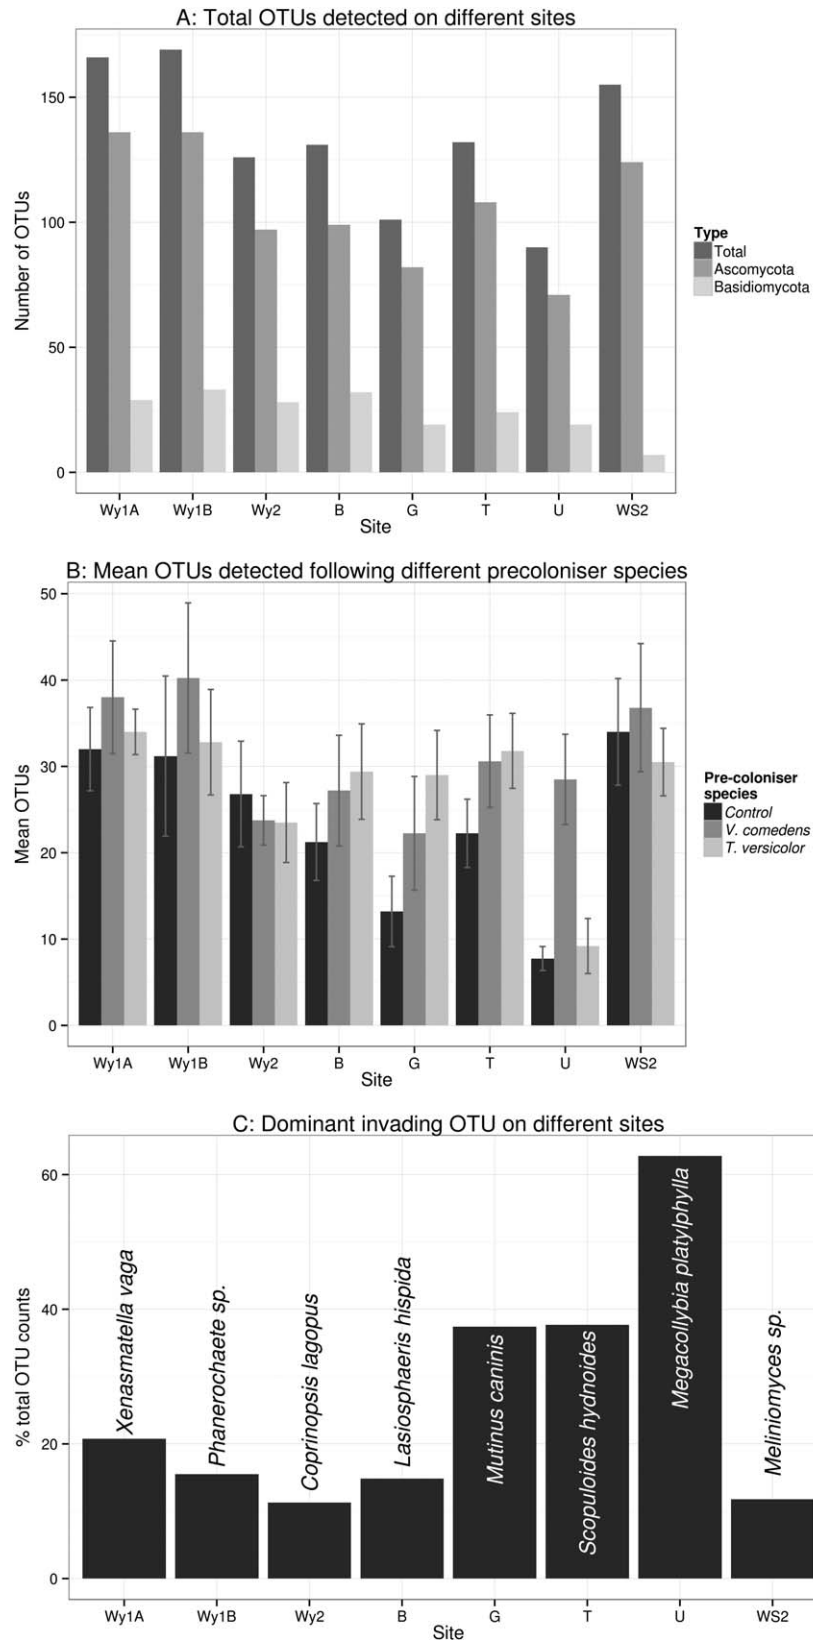 A: Total OTUs detected on different sites
150
100
50
0
Number of OTUs
Wy1A Wy1B Wy2 B G T U WS2
Site
Type
Total
Ascomycota
Basidiomycota
B: Mean OTUs detected following different precoloniser species
50
40
30
20
10
0
Mean OTUs
Wy1A Wy1B Wy2 B G T U WS2
Site
Pre-coloniser
species
Control
V. comedens
T. versicolor
C: Dominant invading OTU on different sites
60
40
20
0
% total OTU counts
Xenasmatella vaga
Phanerochaete sp.
Coprinopsis lagopus
Lasiosphaeris hispida
Mutinus caninis
Scopuloides hydnoides
Megacollybia platylphylla
Meliniomyces sp.
Wy1A Wy1B Wy2 B G T U WS2
Site